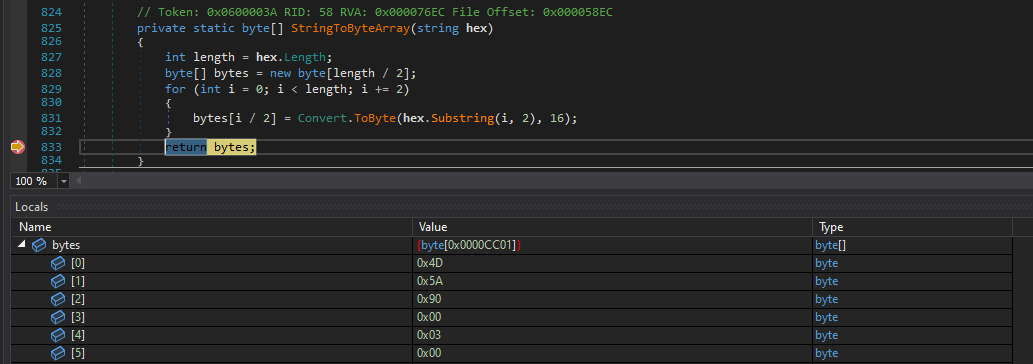 824 // Token: 0x0600003A RID: 58 RVA: 0x000076EC File Offset: 0x000058EC
825 private static byte[] StringToByteArray(string hex)
826 {
827 int length = hex.Length;
828 byte[] bytes = new byte[length / 2];
829 for (int i = 0; i < length; i += 2)
830 {
831 bytes[i / 2] = Convert.ToByte(hex.Substring(i, 2), 16);
832 }
833 return bytes;
834 }
100 %
Locals
Name Value Type
bytes {byte[0x0000CC01]} byte[]
[0] 0x4D byte
[1] 0x5A byte
[2] 0x90 byte
[3] 0x00 byte
[4] 0x03 byte
[5] 0x00 byte